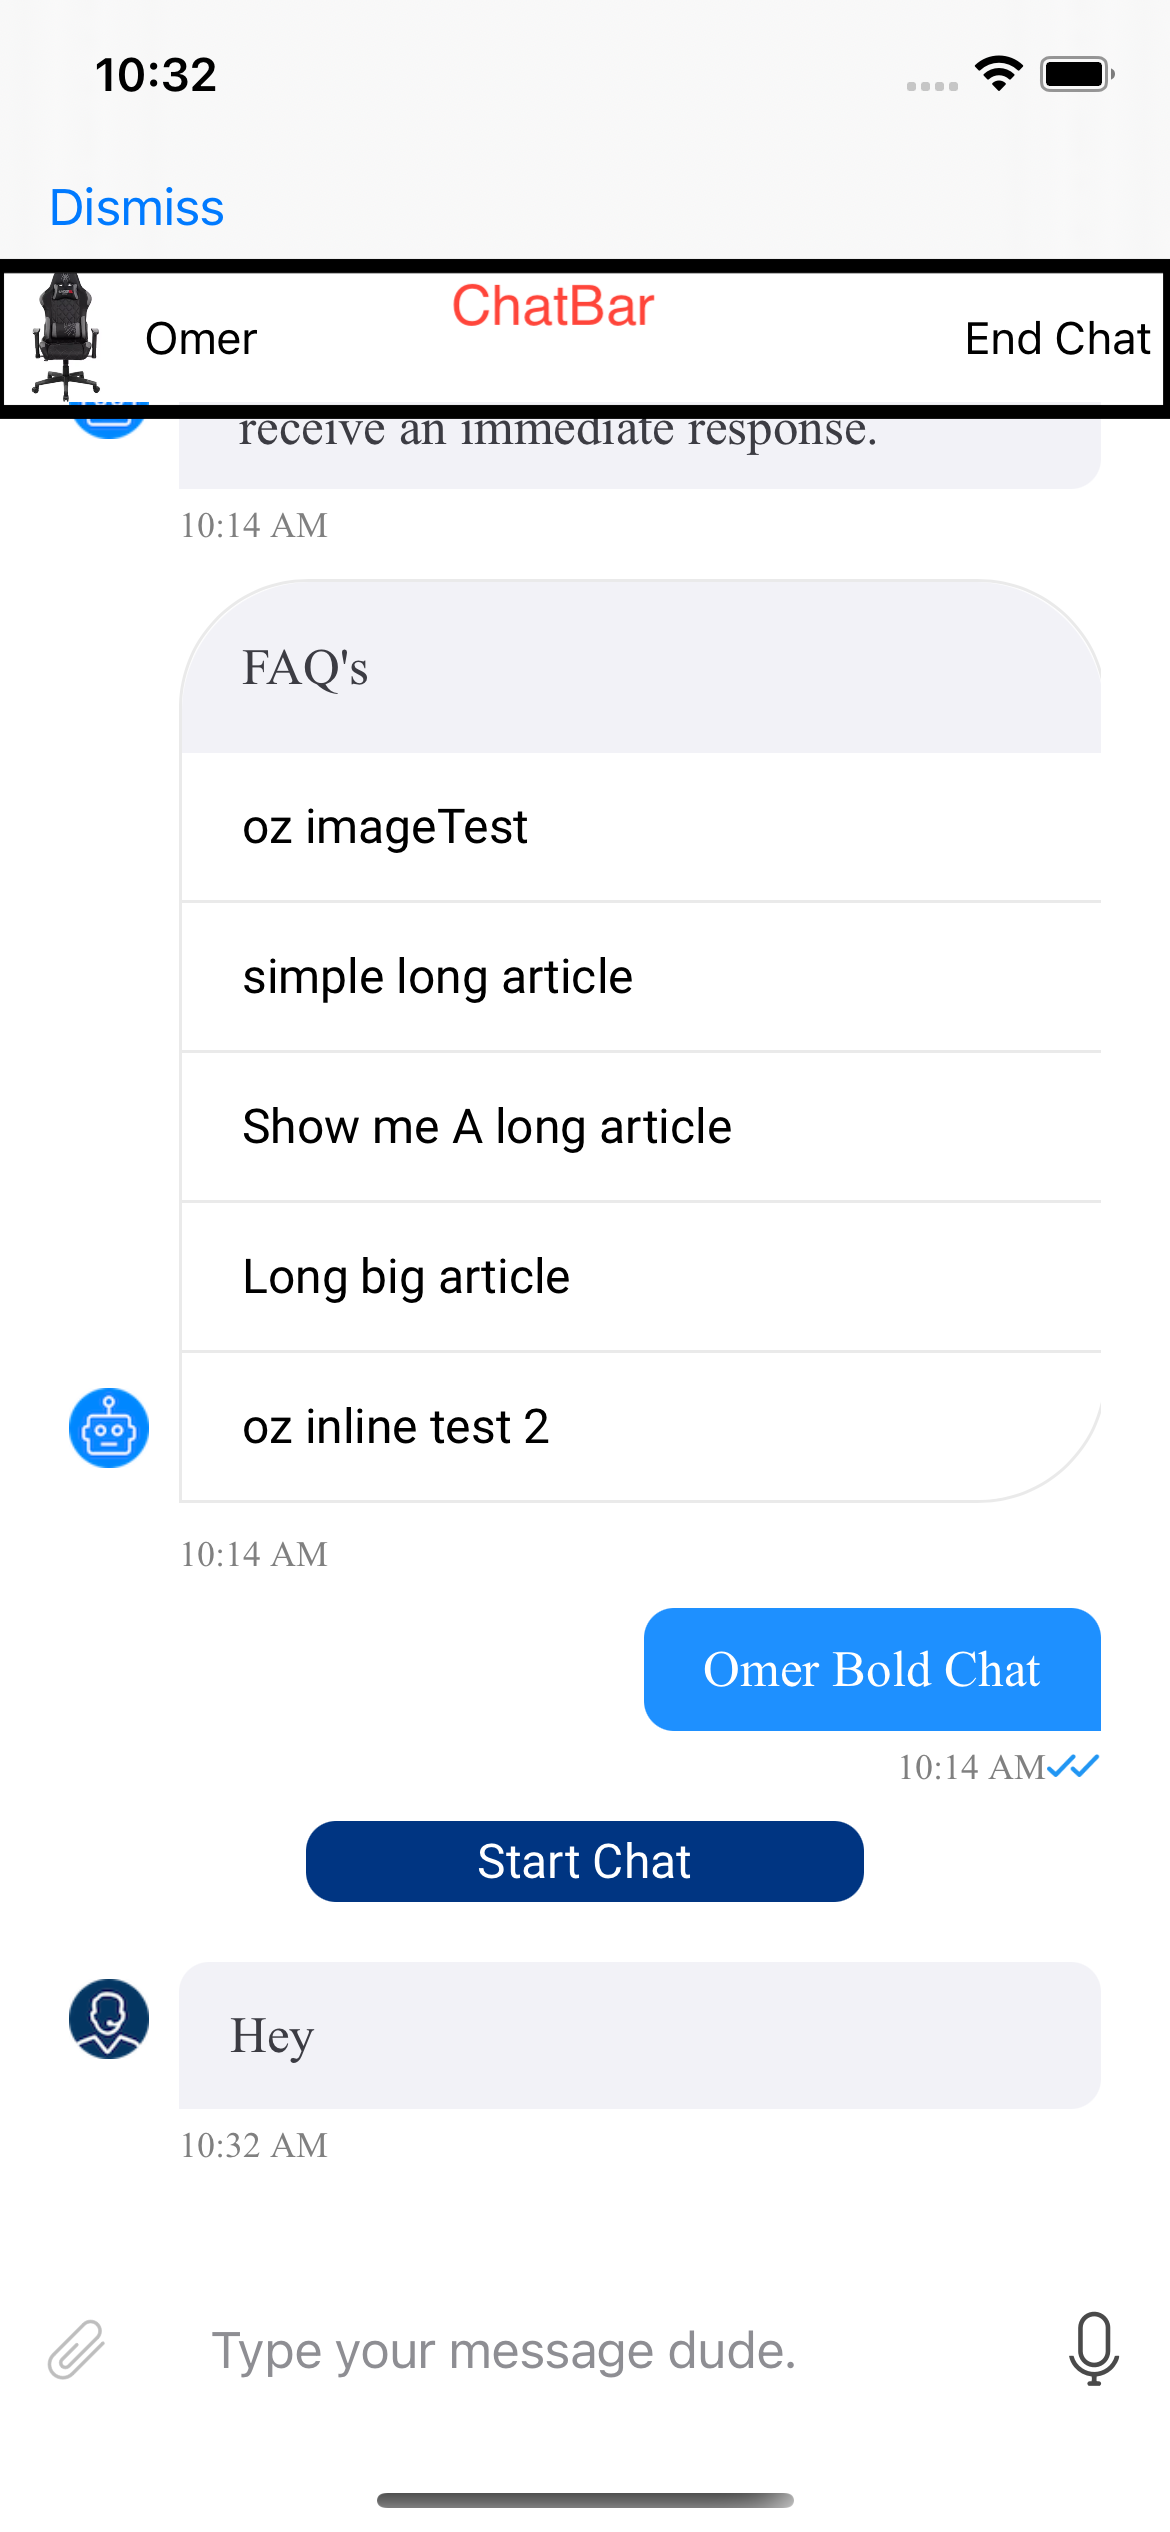 10:32
Dismiss
ChatBar
Omer
End Chat
receive an immediate response.
10:14 AM
FAQ's
oz imageTest
simple long article
Show me A long article
Long big article
oz inline test 2
10:14 AM
Omer Bold Chat
10:14 AM
Start Chat
Hey
10:32 AM
Type your message dude.